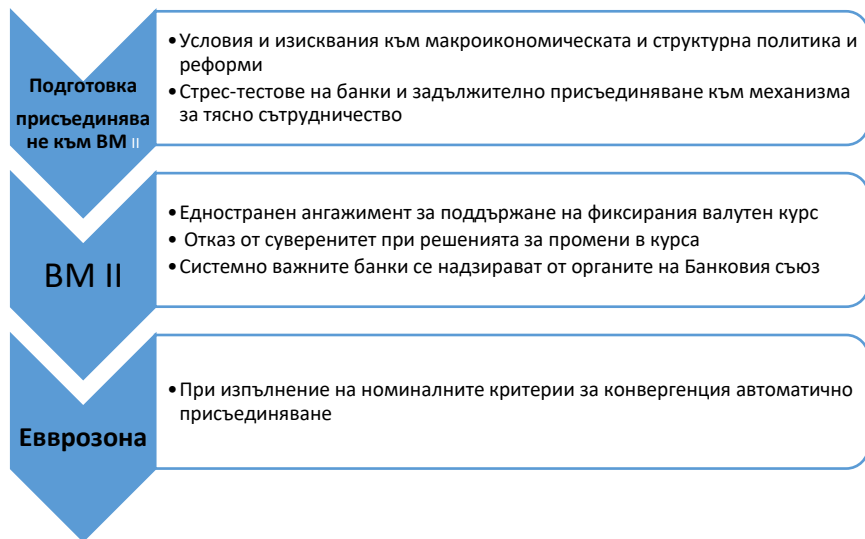 Подготовка
присъединява
не към ВМ II
•Условия и изисквания към макроикономическата и структурна политика и
реформи
•Стрес-тестове на банки и задължително присъединяване към механизма
за тясно сътрудничество
ВМ II
•Едностранен ангажимент за поддържане на фиксирания валутен курс
• Отказ от суверенитет при решенията за промени в курса
•Системно важните банки се надзирават от органите на Банковия съюз
Евврозона
•При изпълнение на номиналните критерии за конвергенция автоматично
присъединяване